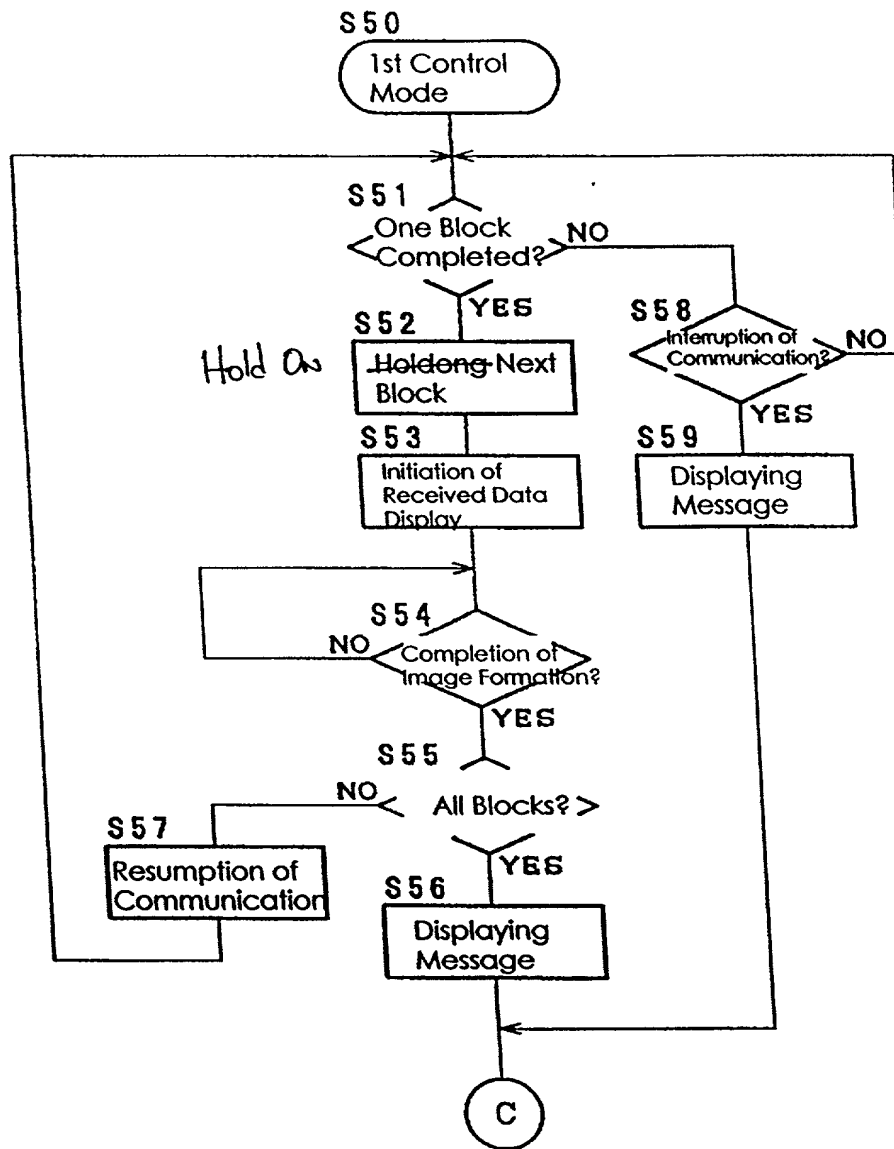 S50
1st Control
Mode
S51
One Block
Completed?
NO
YES
S58
Interruption of
Communication?
NO
YES
S52
Hold On
Holdong Next
Block
S53
Initiation of
Received Data
Display
S59
Displaying
Message
S54
NO
Completion of
Image Formation?
YES
S55
NO
All Blocks?
YES
S57
Resumption of
Communication
S56
Displaying
Message
C